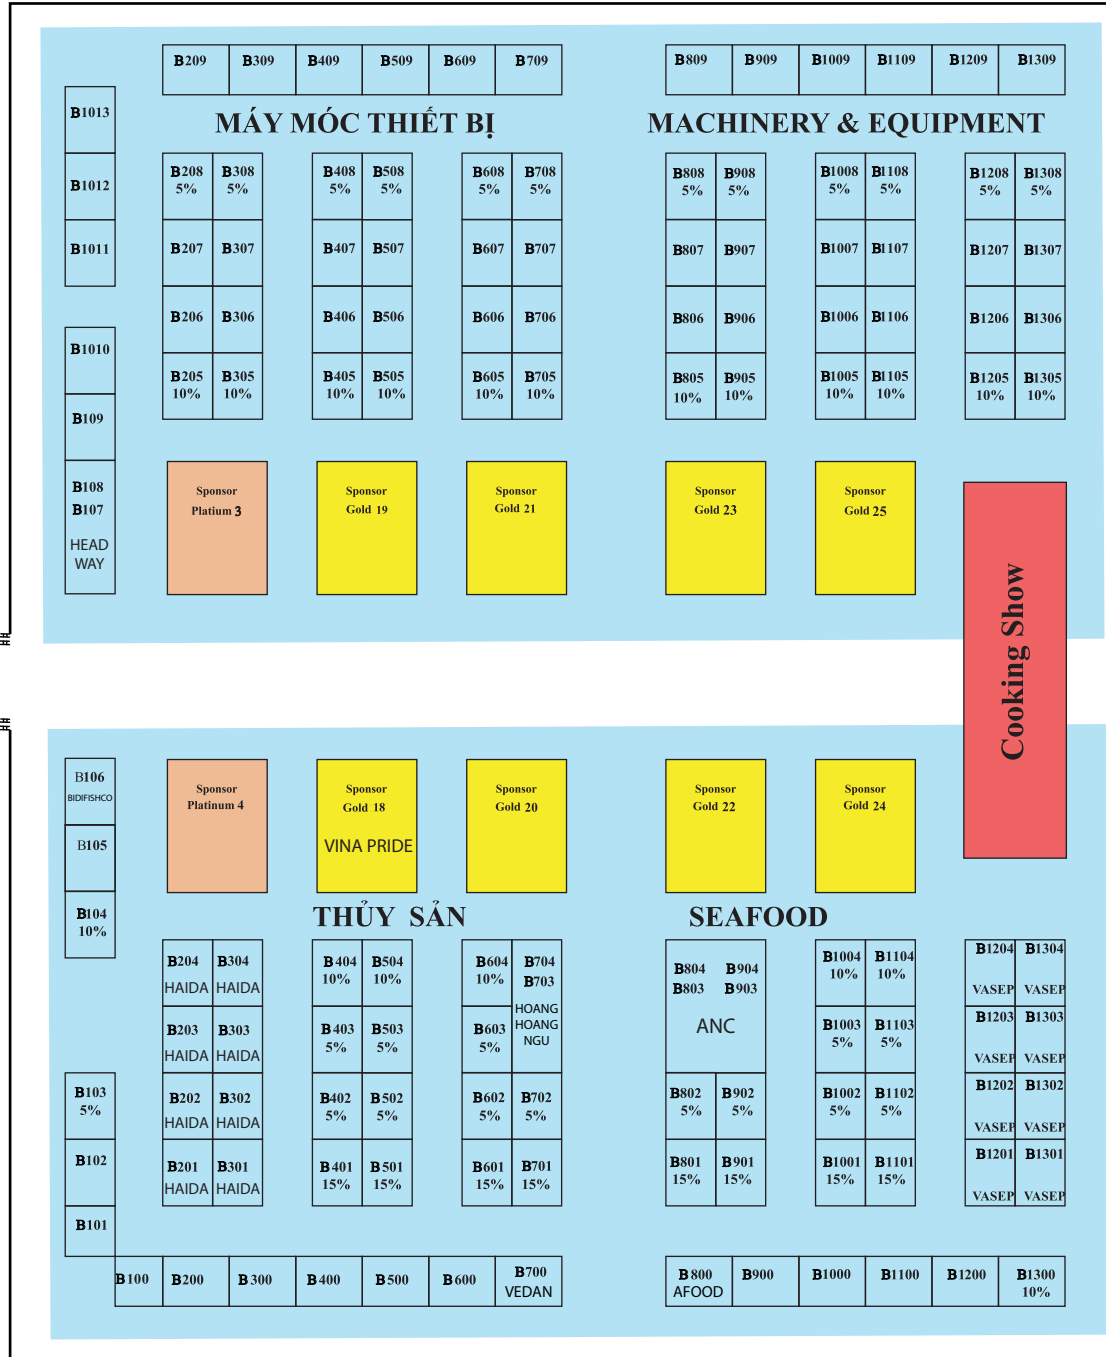 B209 B309 B409 B509 B609 B709
B809 B909 B1009 B1109 B1209 B1309
B1013
MÁY MÓC THIẾT BỊ
MACHINERY & EQUIPMENT
B1012
B208 B308 B408 B508 B608 B708
5% 5% 5% 5% 5% 5%
B808 B908 B1008 B1108 B1208 B1308
5% 5% 5% 5% 5% 5%
B1011
B207 B307 B407 B507 B607 B707
B807 B907 B1007 B1107 B1207 B1307
B206 B306 B406 B506 B606 B706
B806 B906 B1006 B1106 B1206 B1306
B1010
B205 B305 B405 B505 B605 B705
10% 10% 10% 10% 10% 10%
B805 B905 B1005 B1105 B1205 B1305
10% 10% 10% 10% 10% 10%
B109
B108
B107
HEAD
WAY
Sponsor
Platium 3
Sponsor
Gold 19
Sponsor
Gold 21
Sponsor
Gold 23
Sponsor
Gold 25
Cooking Show
B106
BIDIFISHCO
B105
B104
10%
Sponsor
Platinum 4
Sponsor
Gold 18
VINA PRIDE
Sponsor
Gold 20
Sponsor
Gold 22
Sponsor
Gold 24
THỦY SẢN
SEAFOOD
B204 B304
HAIDA HAIDA
B203 B303
HAIDA HAIDA
B202 B302
HAIDA HAIDA
B201 B301
HAIDA HAIDA
B404 B504
10% 10%
B403 B503
5% 5%
B402 B502
5% 5%
B401 B501
15% 15%
B604
10%
B603
5%
B704
B703
HOANG
HOANG
NGU
B602 B702
5% 5%
B601 B701
15% 15%
B804 B904
B803 B903
ANC
B802 B902
5% 5%
B801 B901
15% 15%
B1004 B1104
10% 10%
B1003 B1103
5% 5%
B1002 B1102
5% 5%
B1001 B1101
15% 15%
B1204 B1304
VASEP VASEP
B1203 B1303
VASEP VASEP
B1202 B1302
VASEP VASEP
B1201 B1301
VASEP VASEP
B103
5%
B102
B101
B100 B200 B300 B400 B500 B600 B700
VEDAN
B800 B900 B1000 B1100 B1200 B1300
AFOOD 10%